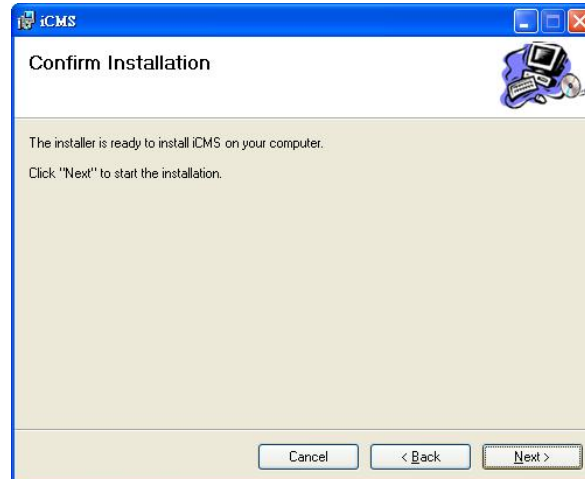 iCMS
Confirm Installation
The installer is ready to install iCMS on your computer.
Click "Next" to start the installation.
Cancel
< Back
Next >